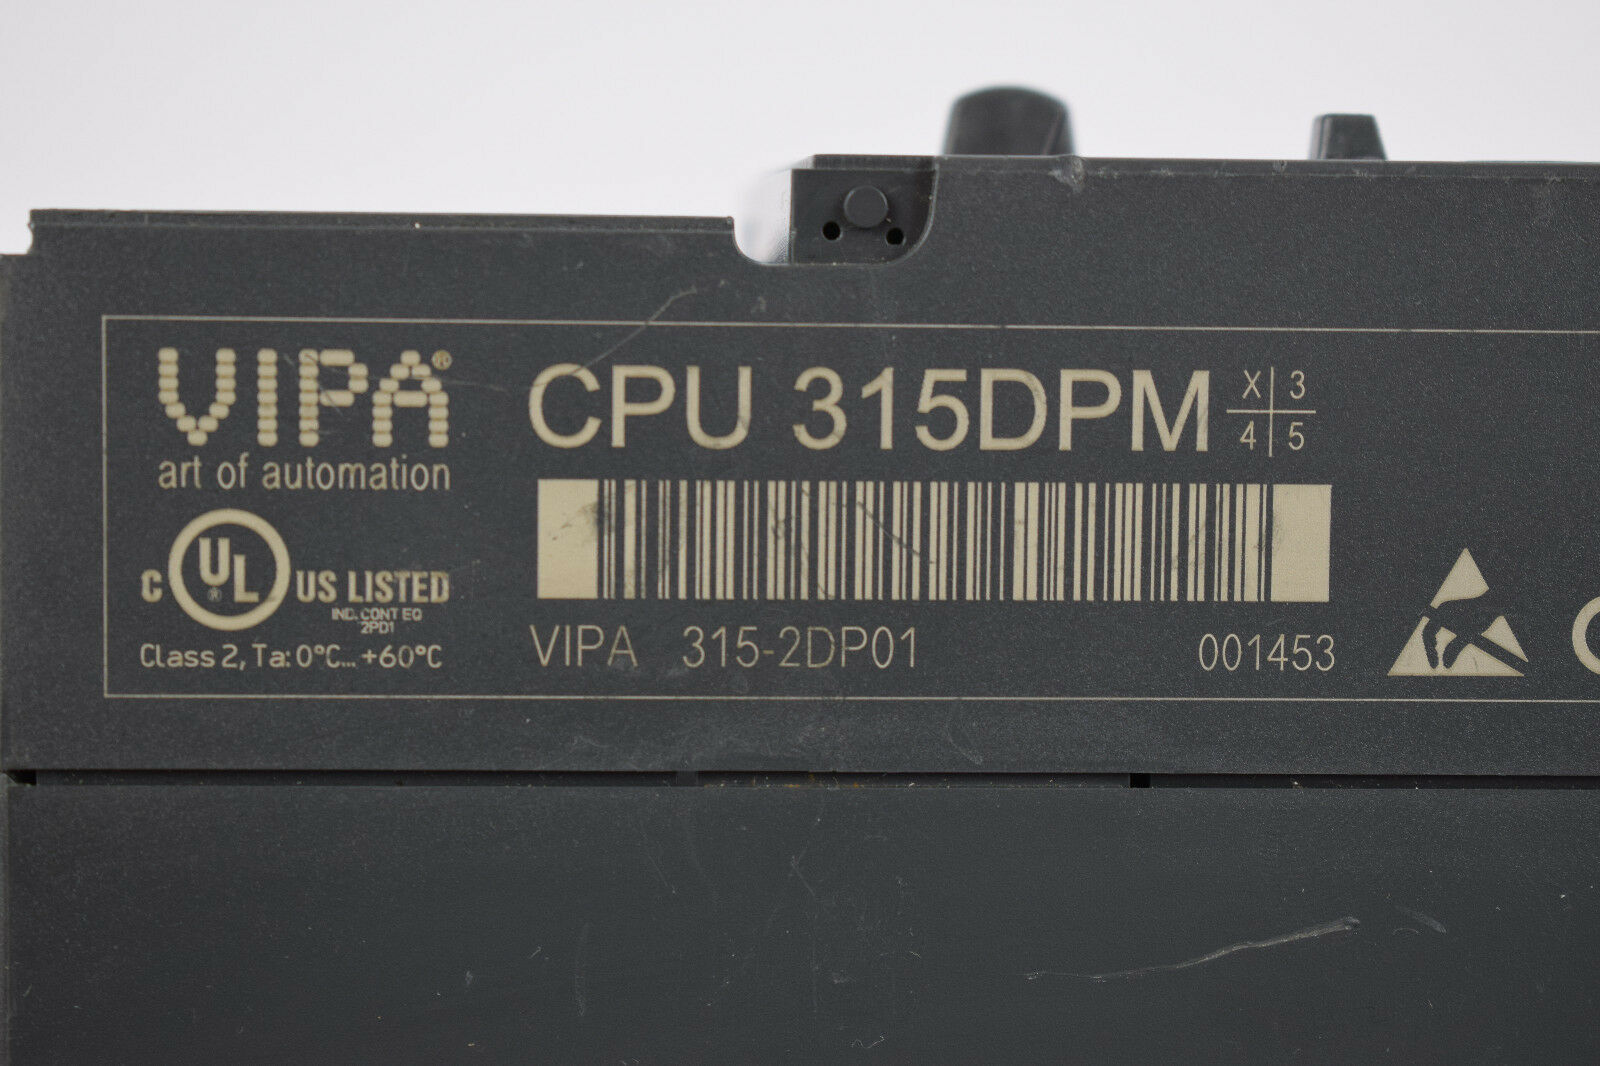 VIPA®
art of automation
CPU 315DPM
X 3
4 5
C UL® US LISTED
IND. CONT EQ
2PD1
Class 2, Ta: 0°C... +60°C
VIPA 315-2DP01
001453